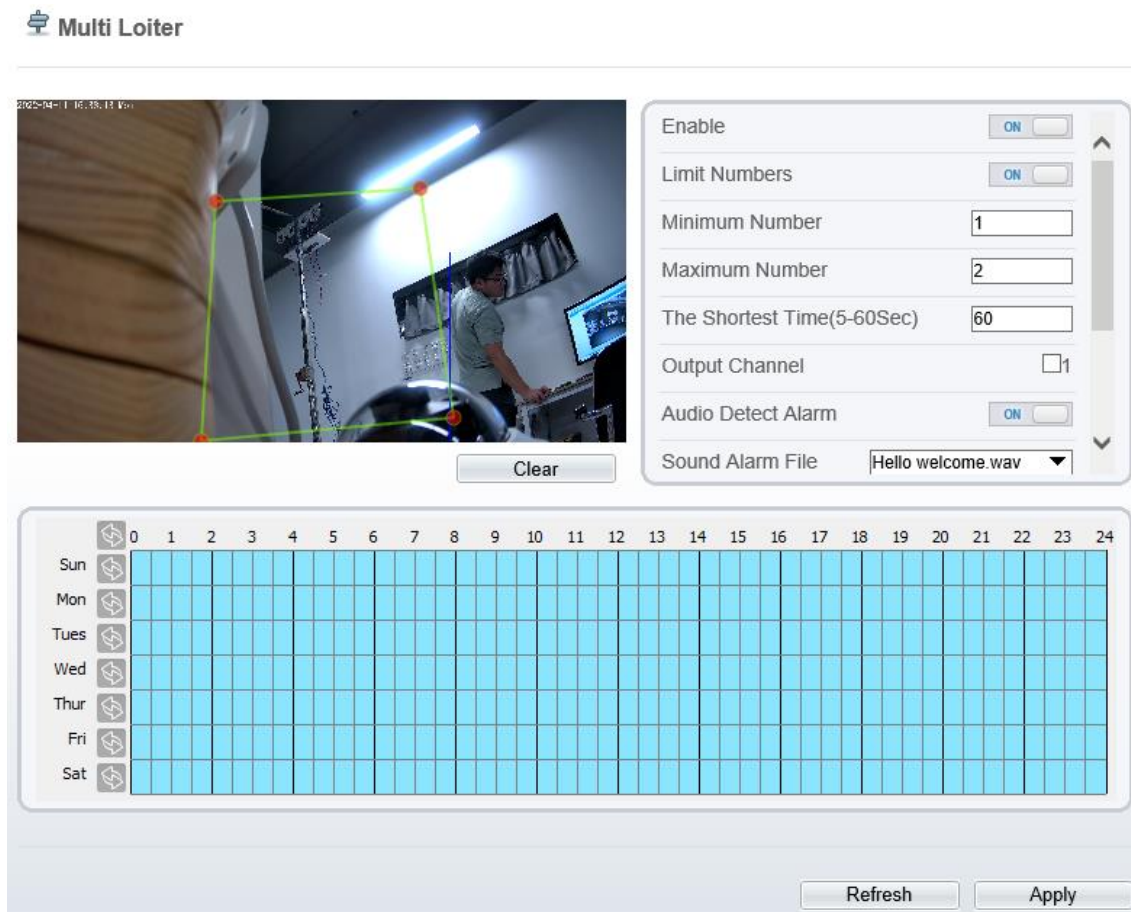 Multi Loiter
Enable ON
Limit Numbers ON
Minimum Number 1
Maximum Number 2
The Shortest Time(5-60Sec) 60
Output Channel 1
Audio Detect Alarm ON
Sound Alarm File Hello welcome.wav
Clear
0 1 2 3 4 5 6 7 8 9 10 11 12 13 14 15 16 17 18 19 20 21 22 23 24
Sun
Mon
Tues
Wed
Thur
Fri
Sat
Refresh Apply